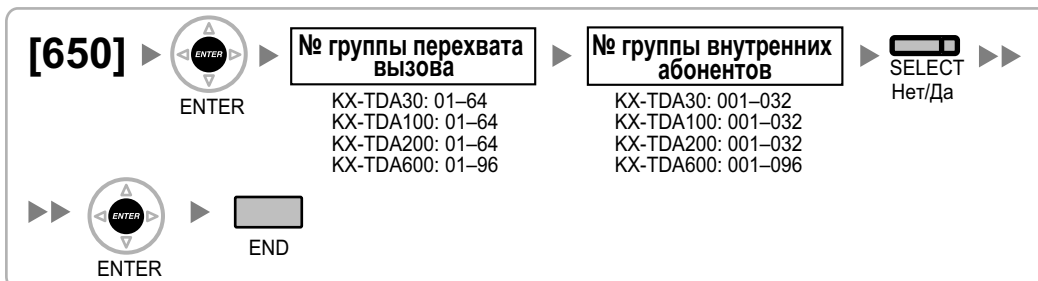 [650]
ENTER
ENTER
№ группы перехвата
вызова
KX-TDA30: 01–64
KX-TDA100: 01–64
KX-TDA200: 01–64
KX-TDA600: 01–96
№ группы внутренних
абонентов
KX-TDA30: 001–032
KX-TDA100: 001–032
KX-TDA200: 001–032
KX-TDA600: 001–096
SELECT
Нет/Да
ENTER
ENTER
END